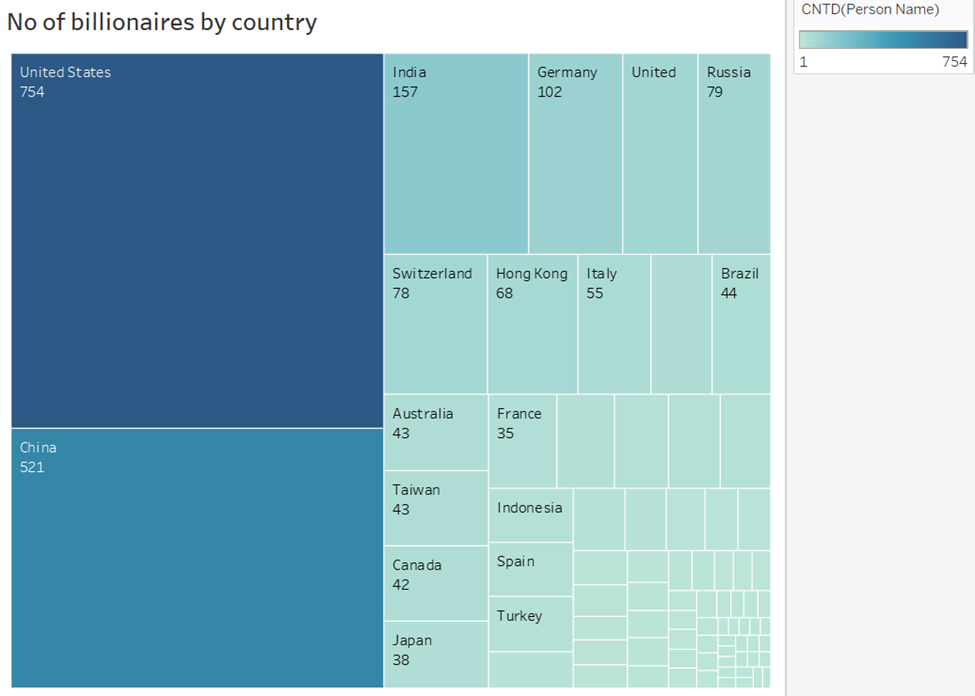 No of billionaires by country
CNTD(Person Name)
1
754
United States
754
India
157
Germany
102
United
Russia
79
Switzerland
78
Hong Kong
68
Italy
55
Brazil
44
China
521
Australia
43
France
35
Taiwan
43
Indonesia
Canada
42
Spain
Turkey
Japan
38